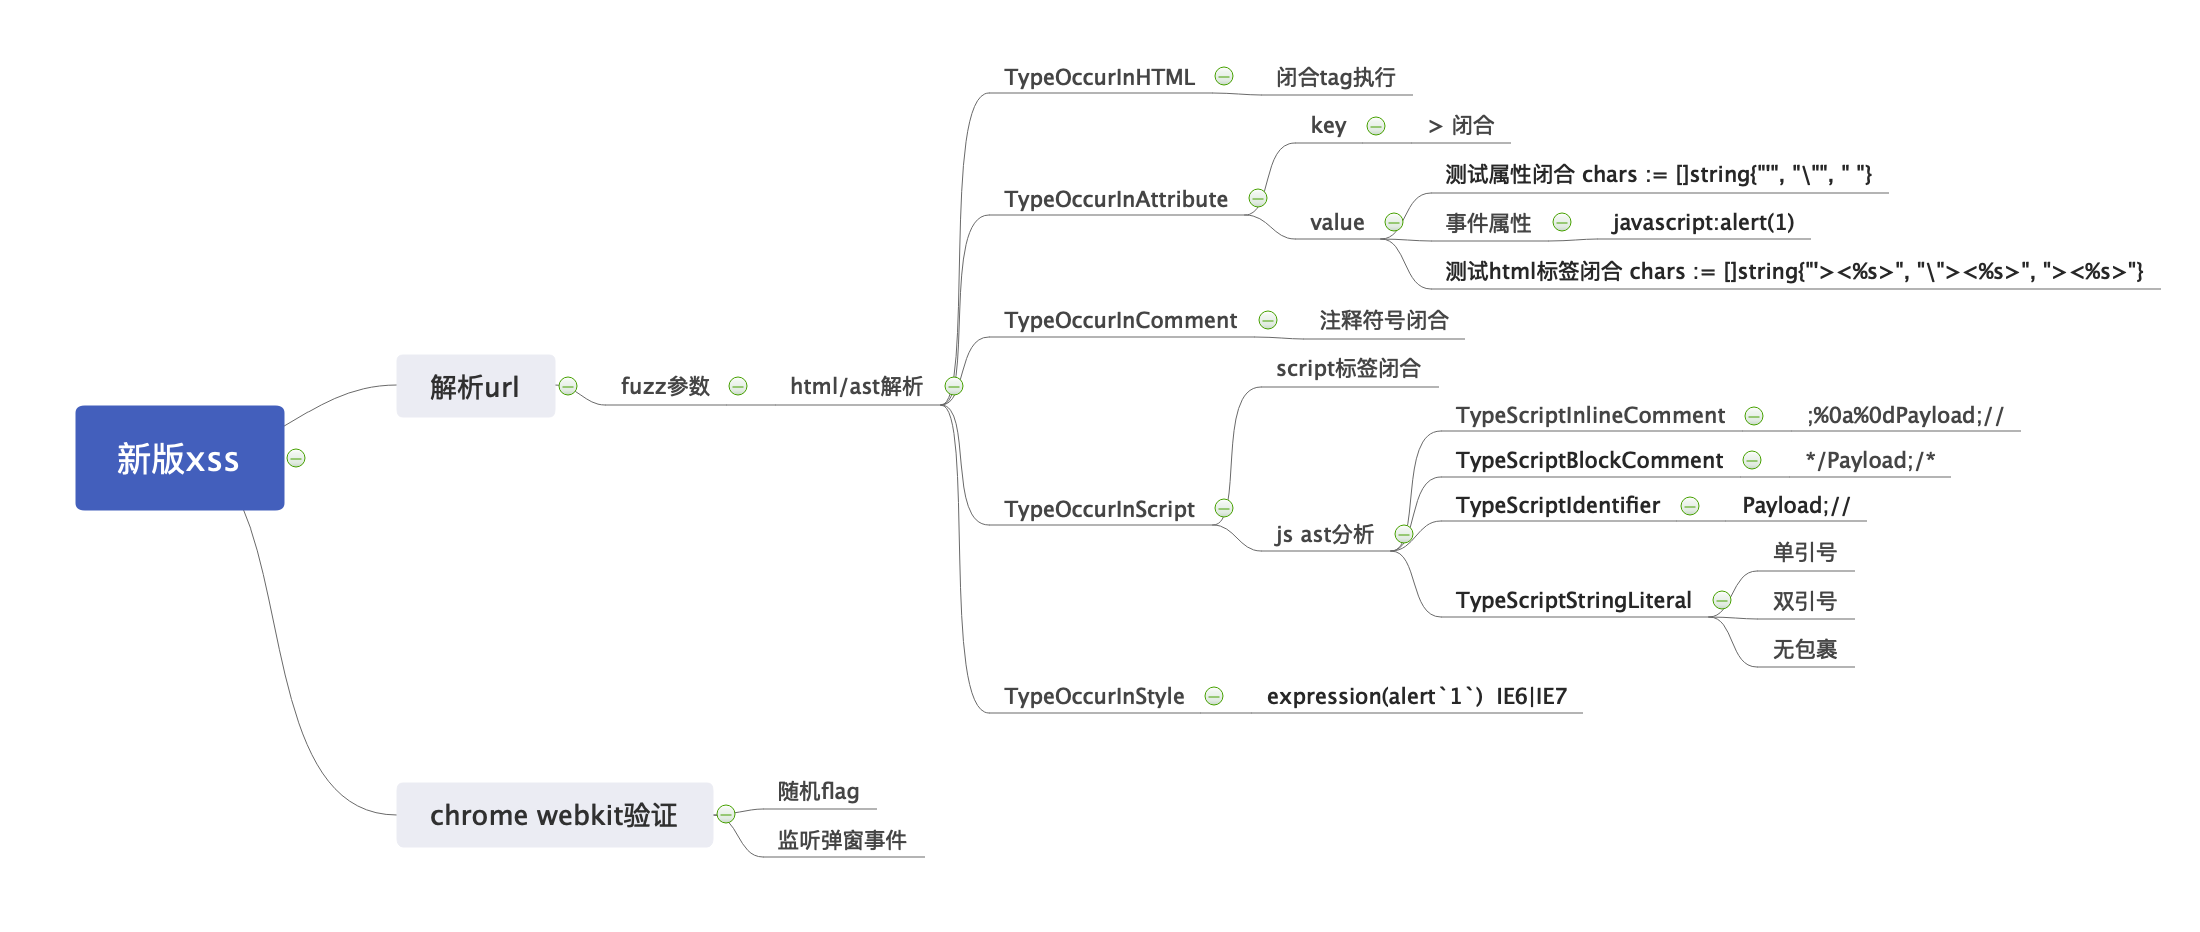 新版xss
解析url
fuzz参数
html/ast解析
TypeOccurInHTML
闭合tag执行
TypeOccurInAttribute
key
> 闭合
value
测试属性闭合 chars := []string{"'", "\"", " "}
事件属性
javascript:alert(1)
测试html标签闭合 chars := []string{"'><%s>", "\"><%s>", "><%s>"}
TypeOccurInComment
注释符号闭合
TypeOccurInScript
script标签闭合
js ast分析
TypeScriptInlineComment
;%0a%0dPayload;//
TypeScriptBlockComment
*/Payload;/*
TypeScriptIdentifier
Payload;//
TypeScriptStringLiteral
单引号
双引号
无包裹
TypeOccurInStyle
expression(alert`1`) IE6|IE7
chrome webkit验证
随机flag
监听弹窗事件